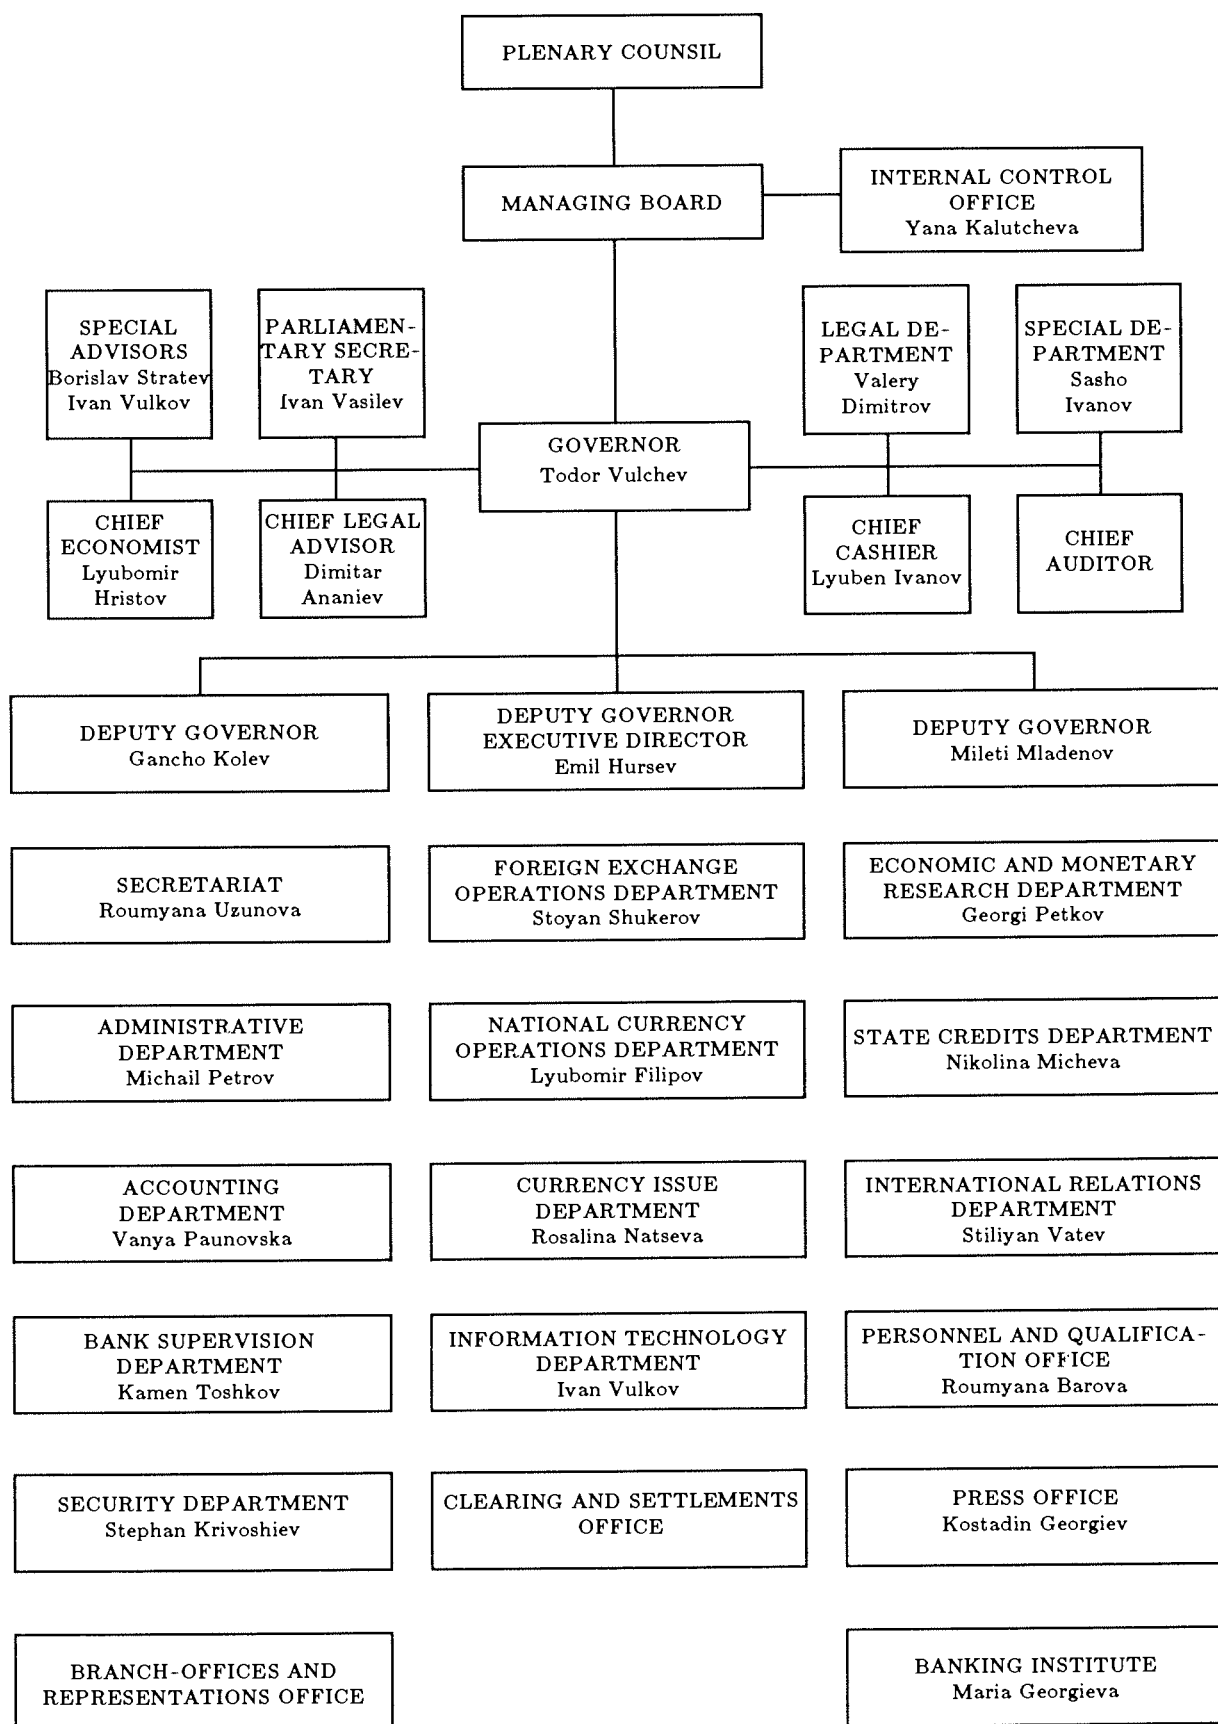 PLENARY COUNSIL
MANAGING BOARD
INTERNAL CONTROL
OFFICE
Yana Kalutcheva
SPECIAL
ADVISORS
Borislav Stratev
Ivan Vulkov
PARLIAMEN-
TARY SECRE-
TARY
Ivan Vasilev
LEGAL DE-
PARTMENT
Valery
Dimitrov
SPECIAL DE-
PARTMENT
Sasho
Ivanov
GOVERNOR
Todor Vulchev
CHIEF
ECONOMIST
Lyubomir
Hristov
CHIEF LEGAL
ADVISOR
Dimitar
Ananiev
CHIEF
CASHIER
Lyuben Ivanov
CHIEF
AUDITOR
DEPUTY GOVERNOR
Gancho Kolev
DEPUTY GOVERNOR
EXECUTIVE DIRECTOR
Emil Hursev
DEPUTY GOVERNOR
Mileti Mladenov
SECRETARIAT
Roumyana Uzunova
FOREIGN EXCHANGE
OPERATIONS DEPARTMENT
Stoyan Shukerov
ECONOMIC AND MONETARY
RESEARCH DEPARTMENT
Georgi Petkov
ADMINISTRATIVE
DEPARTMENT
Michail Petrov
NATIONAL CURRENCY
OPERATIONS DEPARTMENT
Lyubomir Filipov
STATE CREDITS DEPARTMENT
Nikolina Micheva
ACCOUNTING
DEPARTMENT
Vanya Paunovska
CURRENCY ISSUE
DEPARTMENT
Rosalina Natseva
INTERNATIONAL RELATIONS
DEPARTMENT
Stiliyan Vatev
BANK SUPERVISION
DEPARTMENT
Kamen Toshkov
INFORMATION TECHNOLOGY
DEPARTMENT
Ivan Vulkov
PERSONNEL AND QUALIFICA-
TION OFFICE
Roumyana Barova
SECURITY DEPARTMENT
Stephan Krivoshiev
CLEARING AND SETTLEMENTS
OFFICE
PRESS OFFICE
Kostadin Georgiev
BRANCH-OFFICES AND
REPRESENTATIONS OFFICE
BANKING INSTITUTE
Maria Georgieva